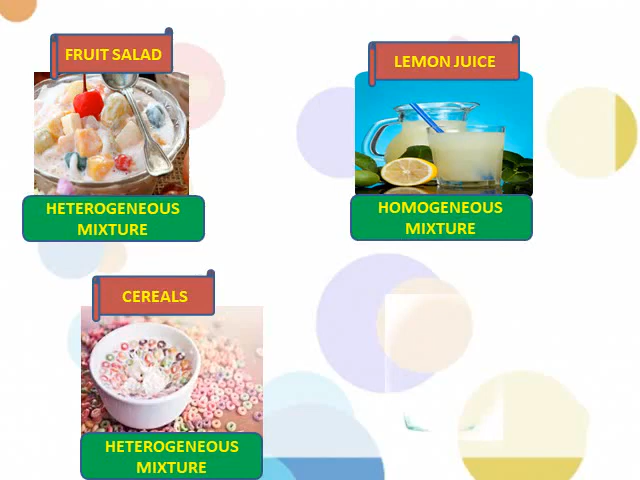 FRUIT SALAD
HETEROGENEOUS
MIXTURE
LEMON JUICE
HOMOGENEOUS
MIXTURE
CEREALS
HETEROGENEOUS
MIXTURE